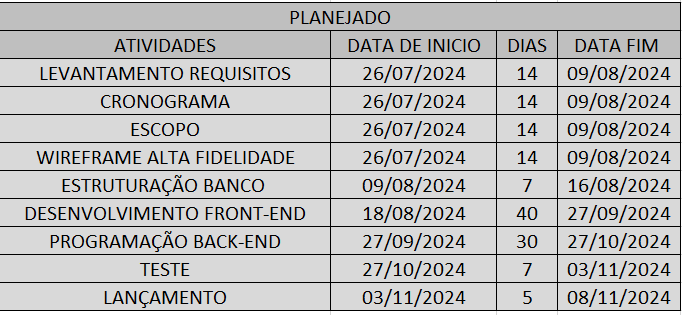 PLANEJADO
ATIVIDADES DATA DE INICIO DIAS DATA FIM
LEVANTAMENTO REQUISITOS 26/07/2024 14 09/08/2024
CRONOGRAMA 26/07/2024 14 09/08/2024
ESCOPO 26/07/2024 14 09/08/2024
WIREFRAME ALTA FIDELIDADE 26/07/2024 14 09/08/2024
ESTRUTURAÇÃO BANCO 09/08/2024 7 16/08/2024
DESENVOLVIMENTO FRONT-END 18/08/2024 40 27/09/2024
PROGRAMAÇÃO BACK-END 27/09/2024 30 27/10/2024
TESTE 27/10/2024 7 03/11/2024
LANÇAMENTO 03/11/2024 5 08/11/2024